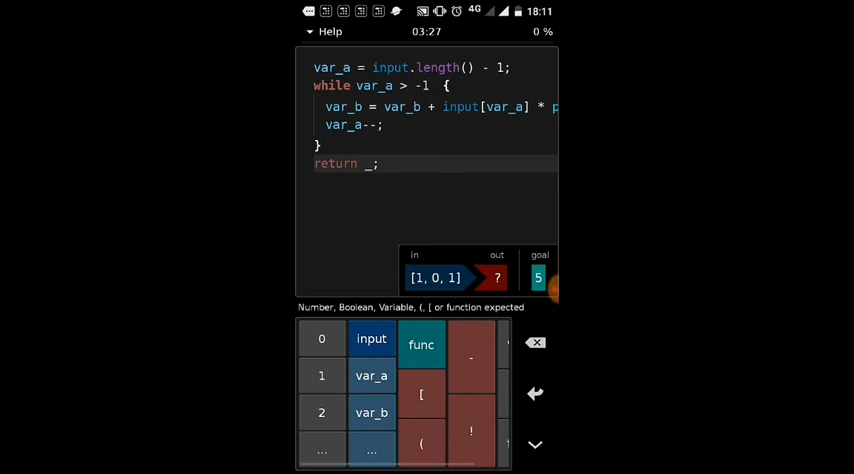 4G 18:11
Help 03:27 0 %
var_a = input.length() - 1;
while var_a > -1 {
var_b = var_b + input[var_a] * p
var_a--;
}
return _;
in out goal
[1, 0, 1] ? 5
Number, Boolean, Variable, (, [ or function expected
0 input func -
1 var_a [
2 var_b !
... ... (